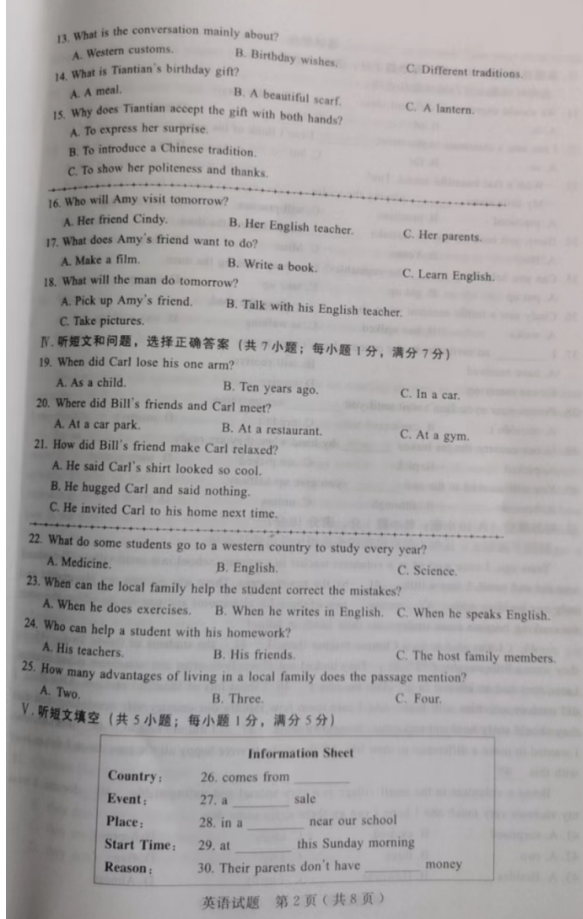 13. What is the conversation mainly about?
A. Western customs. B. Birthday wishes. C. Different traditions.
14. What is Tiantian's birthday gift?
A. A meal. B. A beautiful scarf. C. A lantern.
15. Why does Tiantian accept the gift with both hands?
A. To express her surprise.
B. To introduce a Chinese tradition.
C. To show her politeness and thanks.
16. Who will Amy visit tomorrow?
A. Her friend Cindy. B. Her English teacher. C. Her parents.
17. What does Amy's friend want to do?
A. Make a film. B. Write a book. C. Learn English.
18. What will the man do tomorrow?
A. Pick up Amy's friend. B. Talk with his English teacher.
C. Take pictures.
Ⅳ. 听短文和问题，选择正确答案（共 7 小题；每小题 1 分，满分 7 分）
19. When did Carl lose his one arm?
A. As a child. B. Ten years ago. C. In a car.
20. Where did Bill's friends and Carl meet?
A. At a car park. B. At a restaurant. C. At a gym.
21. How did Bill's friend make Carl relaxed?
A. He said Carl's shirt looked so cool.
B. He hugged Carl and said nothing.
C. He invited Carl to his home next time.
22. What do some students go to a western country to study every year?
A. Medicine. B. English. C. Science.
23. When can the local family help the student correct the mistakes?
A. When he does exercises. B. When he writes in English. C. When he speaks English.
24. Who can help a student with his homework?
A. His teachers. B. His friends. C. The host family members.
25. How many advantages of living in a local family does the passage mention?
A. Two. B. Three. C. Four.
Ⅴ. 听短文填空（共 5 小题；每小题 1 分，满分 5 分）
Information Sheet
Country: 26. comes from ______
Event: 27. a ______ sale
Place: 28. in a ______ near our school
Start Time: 29. at ______ this Sunday morning
Reason: 30. Their parents don't have ______ money
英语试题 第 2 页（共 8 页）